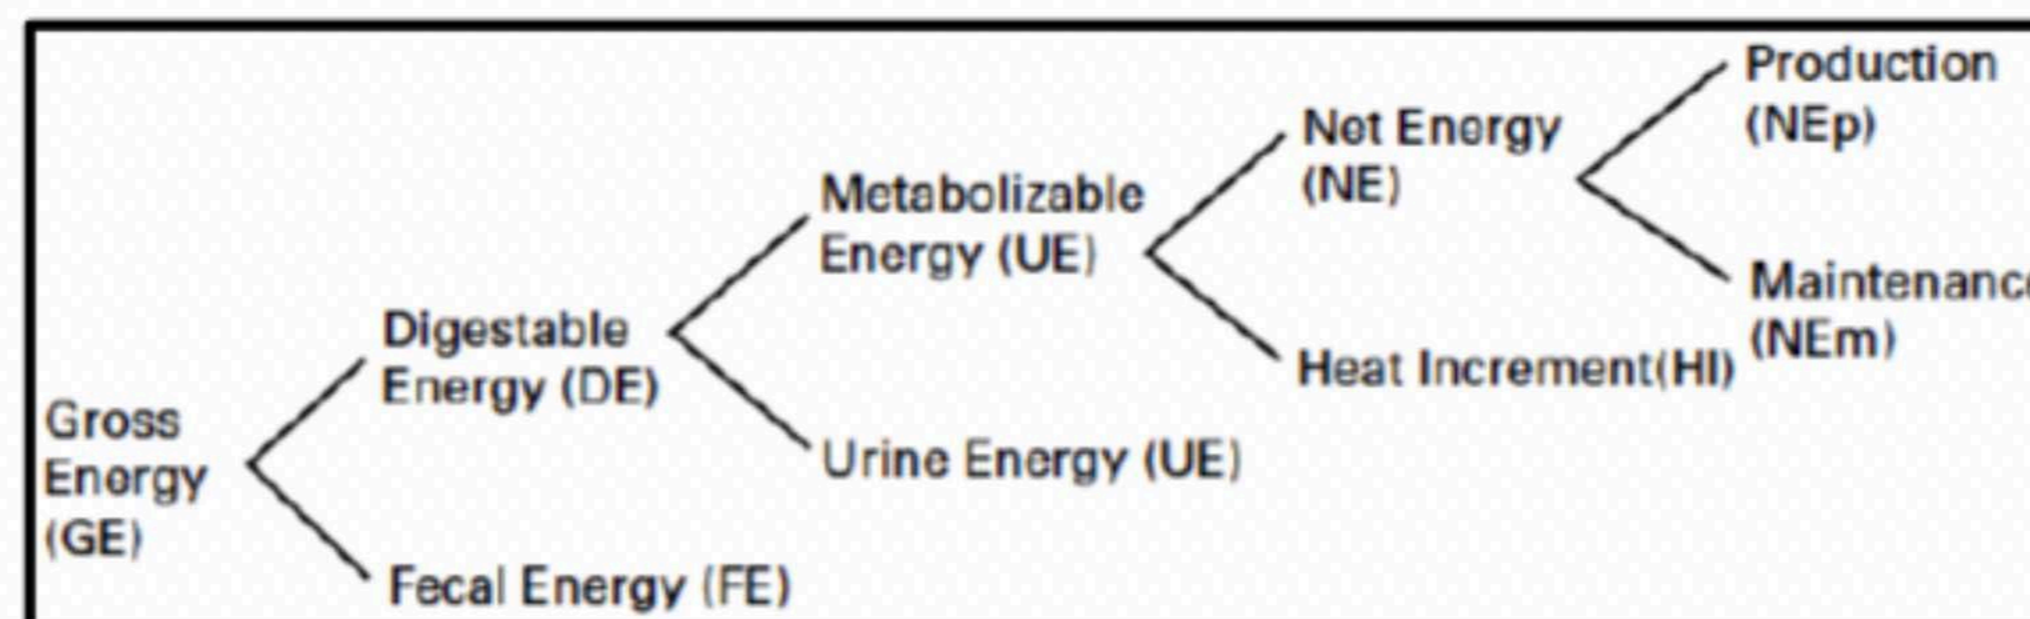 Gross
Energy
(GE)
Digestable
Energy (DE)
Fecal Energy (FE)
Metabolizable
Energy (UE)
Urine Energy (UE)
Net Energy
(NE)
Heat Increment(HI)
Production
(NEp)
Maintenance
(NEm)